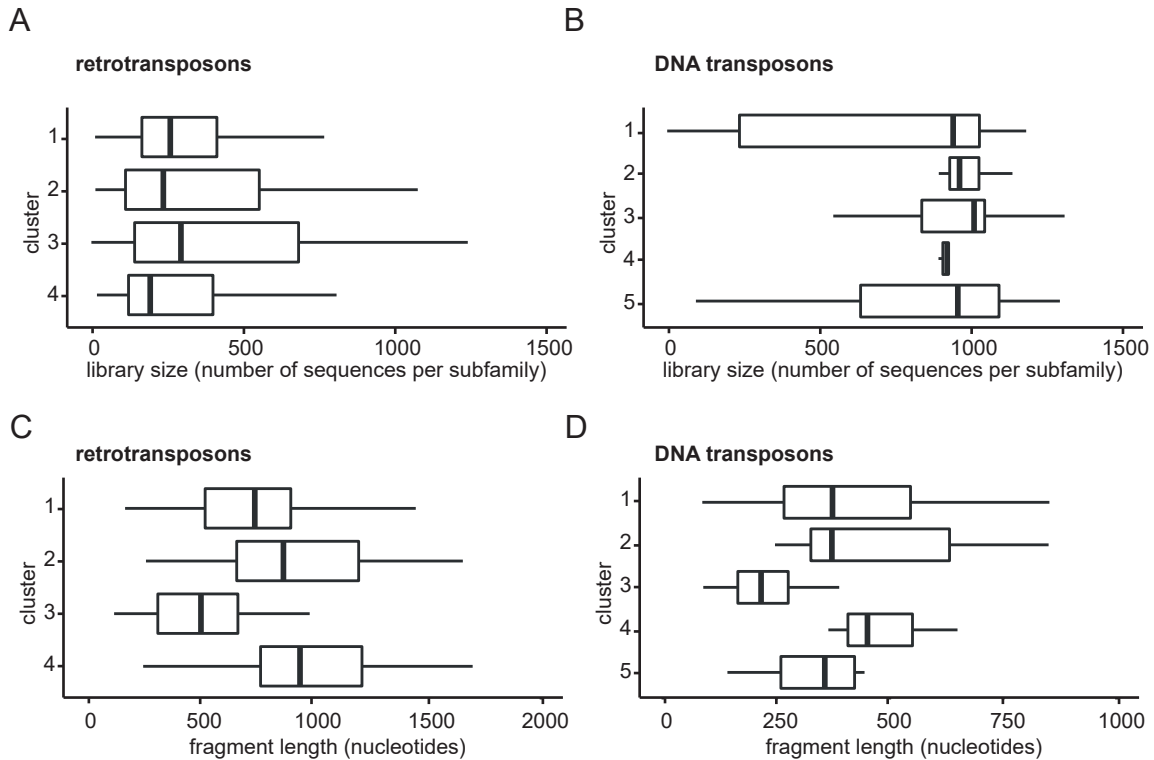 A
retrotransposons
cluster
1
2
3
4
0 500 1000 1500
library size (number of sequences per subfamily)
B
DNA transposons
cluster
1
2
3
4
5
0 500 1000 1500
library size (number of sequences per subfamily)
C
retrotransposons
cluster
1
2
3
4
0 500 1000 1500 2000
fragment length (nucleotides)
D
DNA transposons
cluster
1
2
3
4
5
0 250 500 750 1000
fragment length (nucleotides)